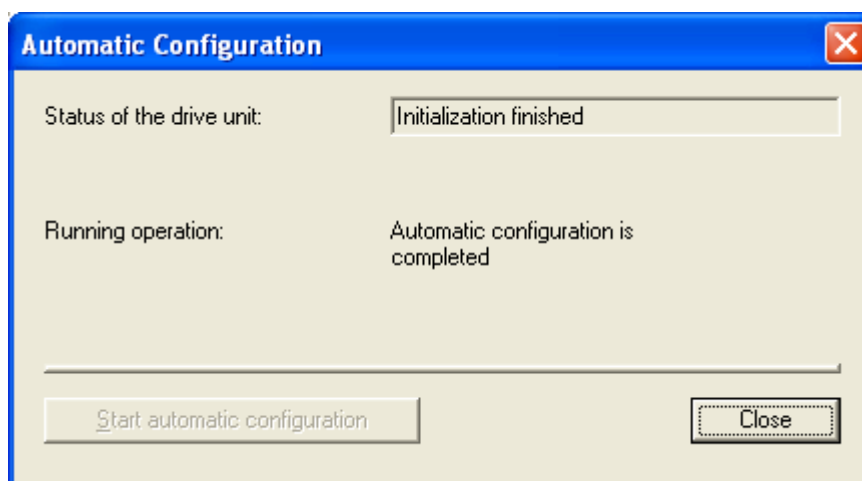 Automatic Configuration
Status of the drive unit: Initialization finished
Running operation: Automatic configuration is
completed
Start automatic configuration Close